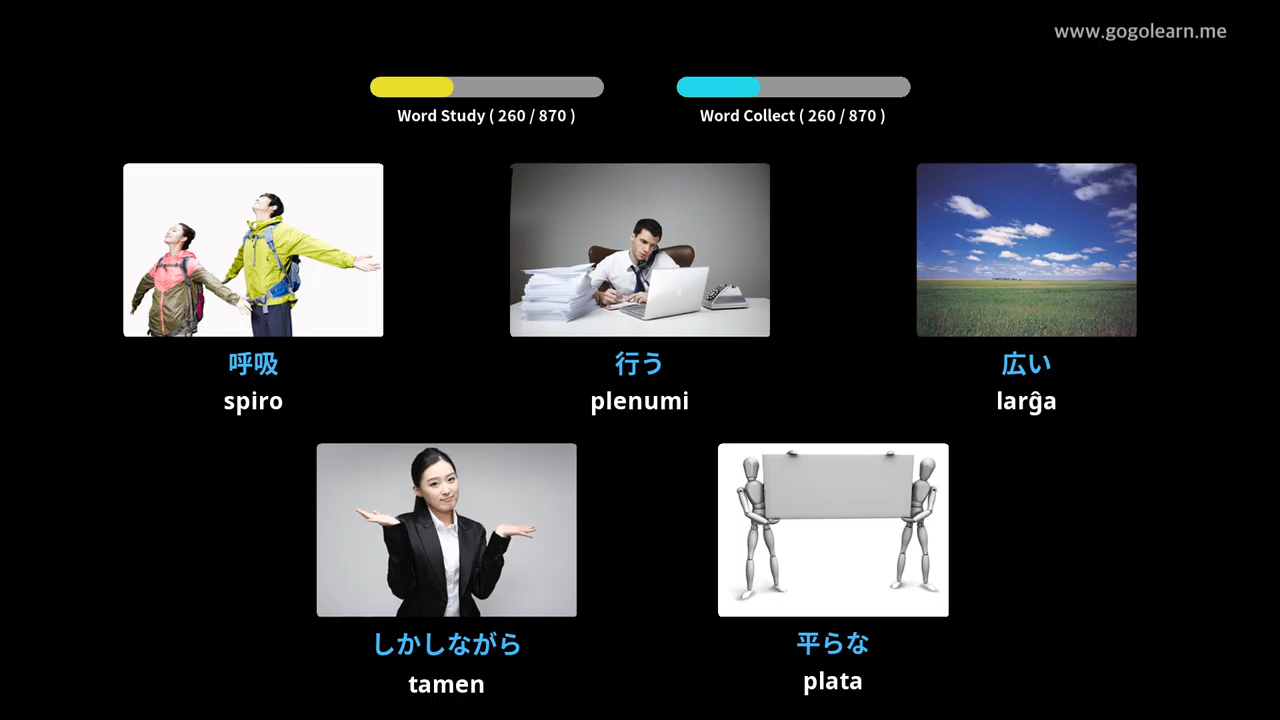 www.gogolearn.me
Word Study ( 260 / 870 )
Word Collect ( 260 / 870 )
呼吸
spiro
行う
plenumi
広い
larĝa
しかしながら
tamen
平らな
plata